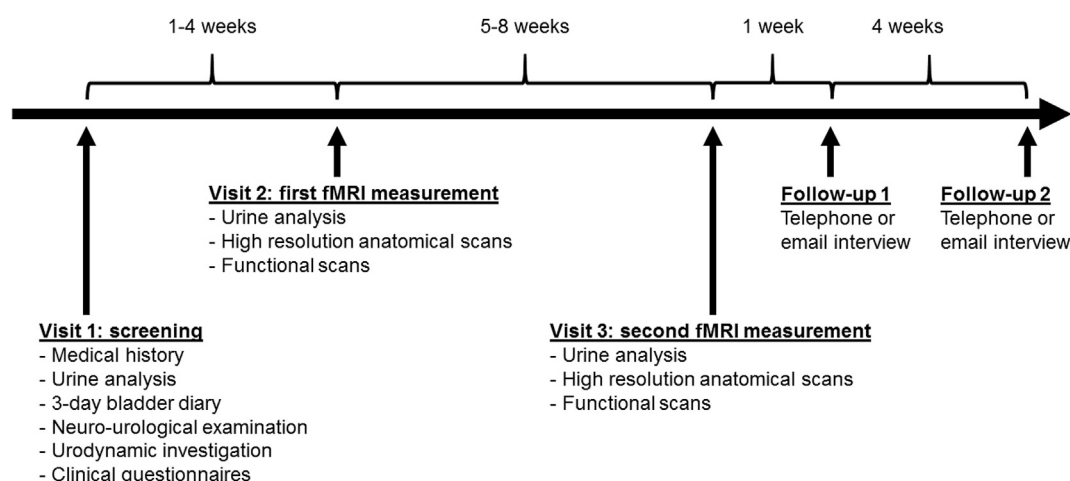 1-4 weeks
5-8 weeks
1 week
4 weeks
Visit 2: first fMRI measurement
- Urine analysis
- High resolution anatomical scans
- Functional scans
Follow-up 1
Telephone or
email interview
Follow-up 2
Telephone or
email interview
Visit 1: screening
- Medical history
- Urine analysis
- 3-day bladder diary
- Neuro-urological examination
- Urodynamic investigation
- Clinical questionnaires
Visit 3: second fMRI measurement
- Urine analysis
- High resolution anatomical scans
- Functional scans